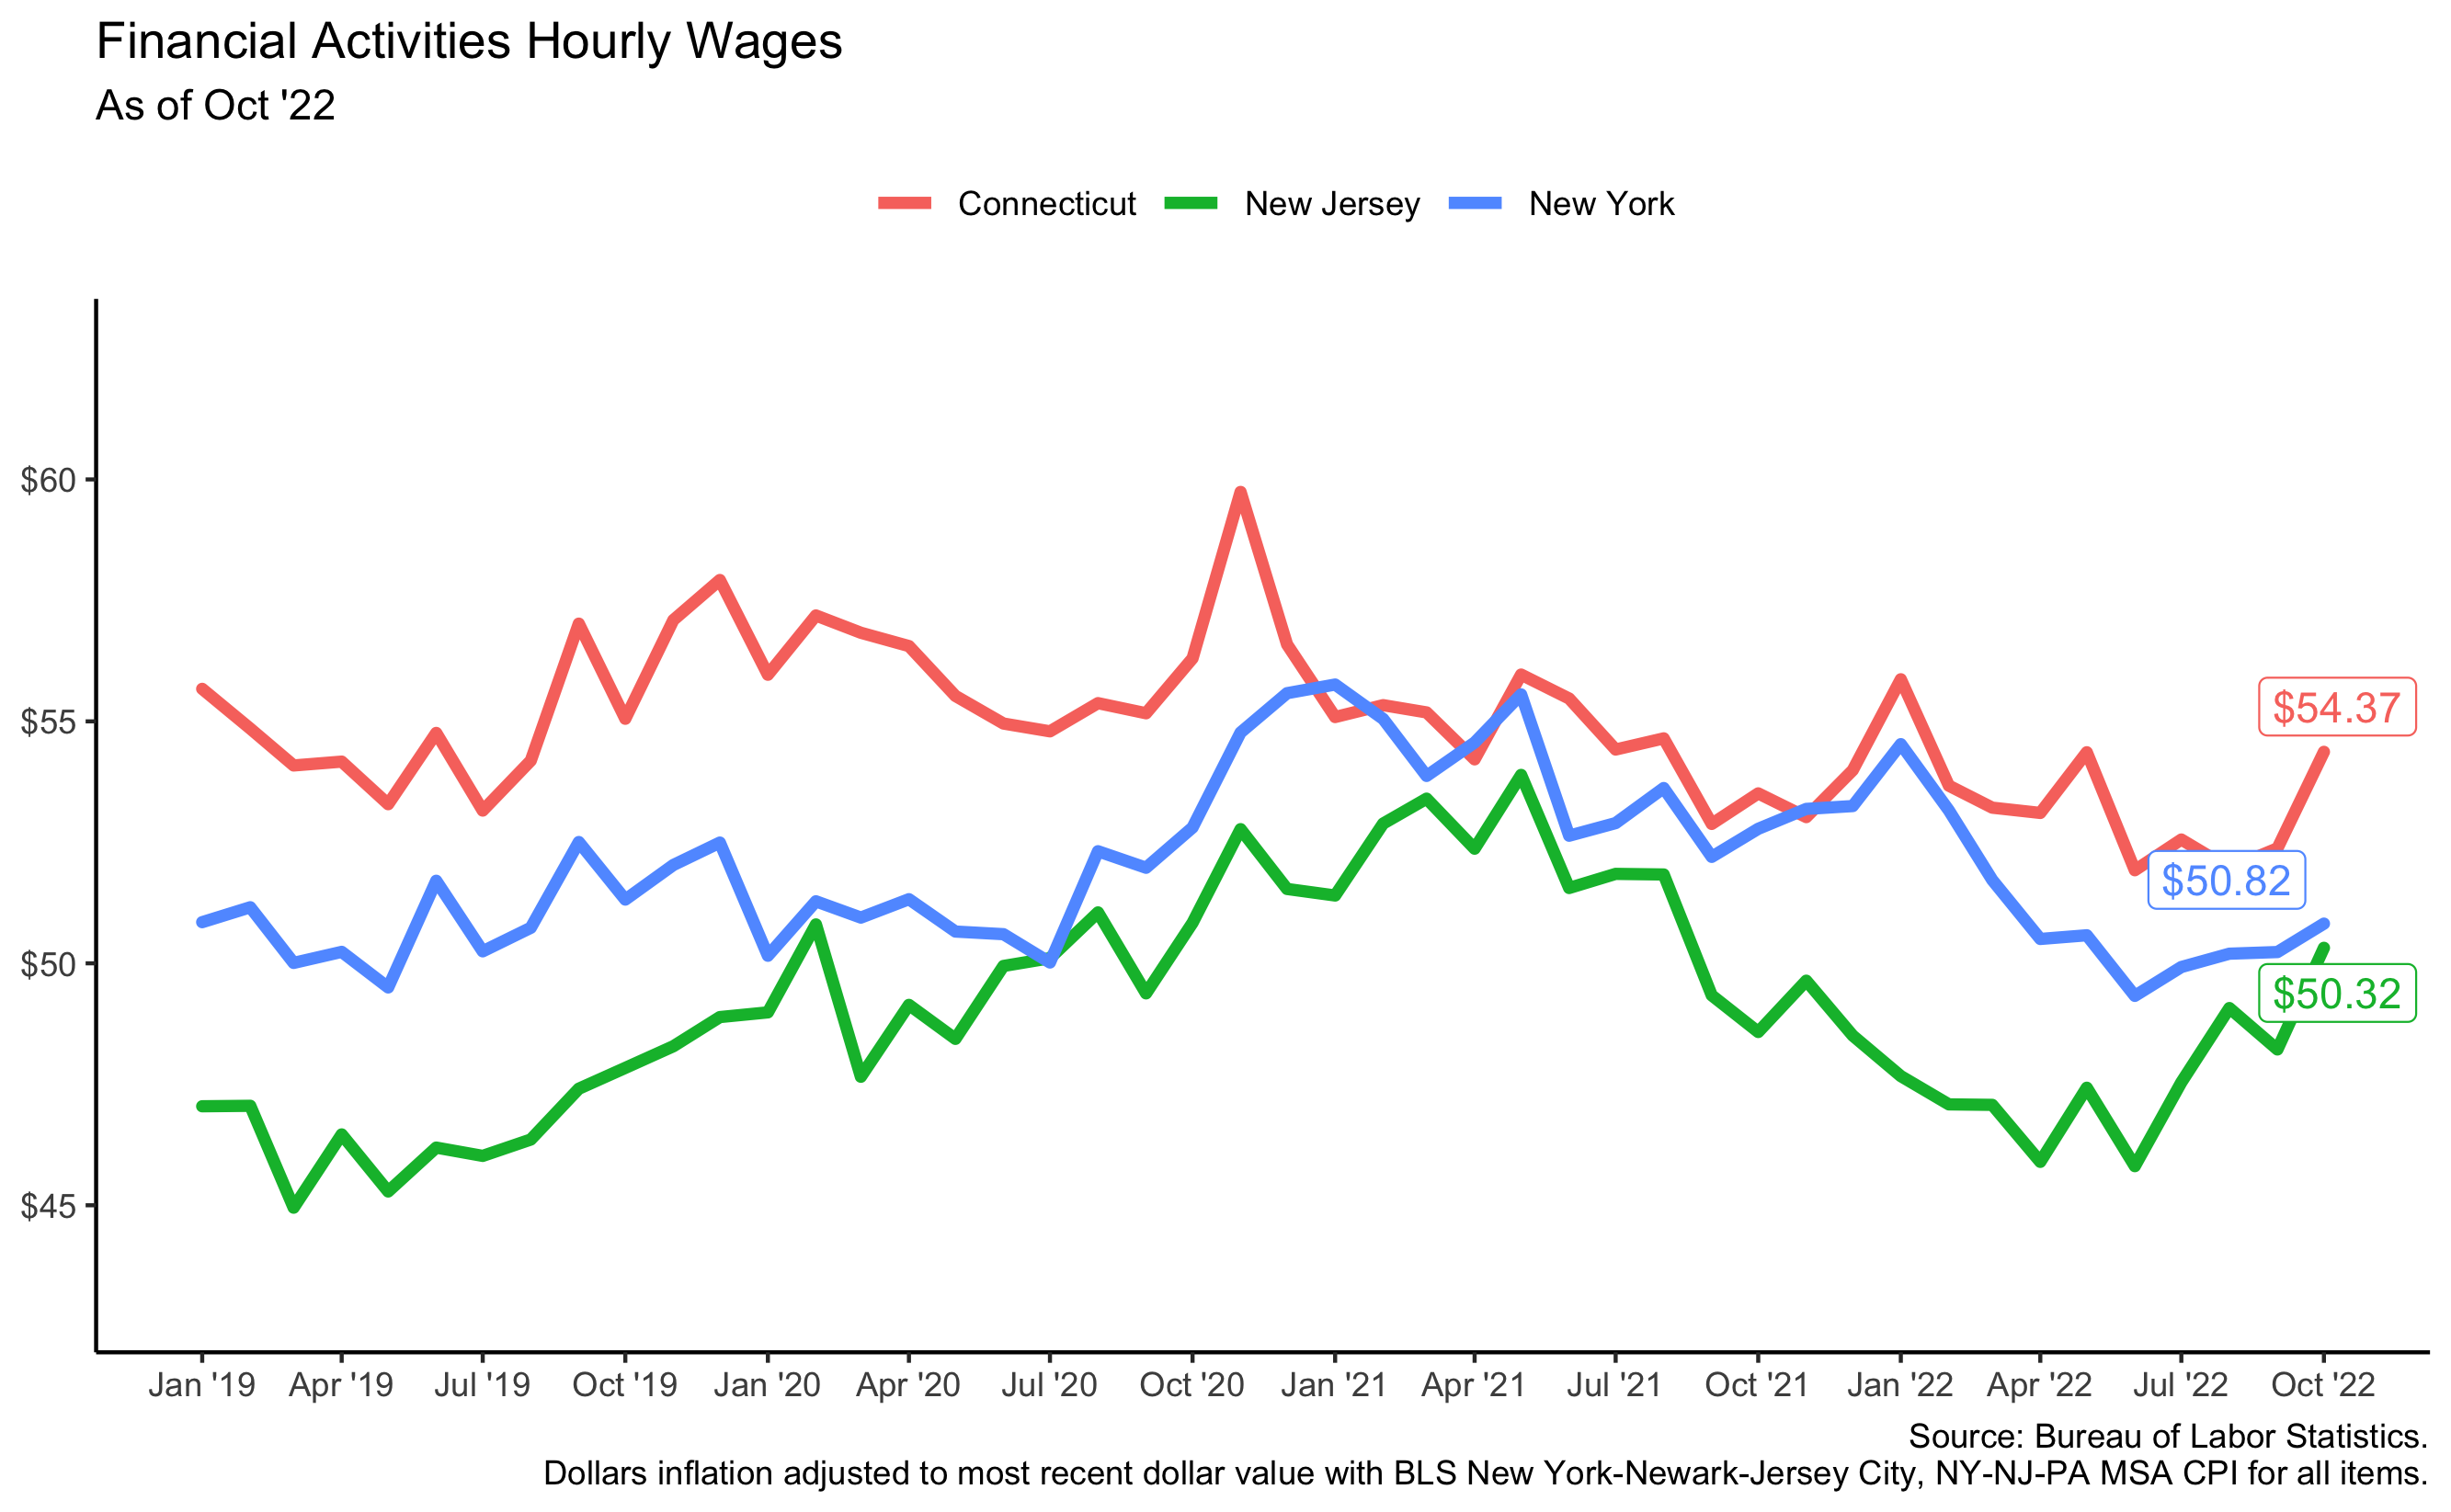 Financial Activities Hourly Wages
As of Oct '22
Connecticut New Jersey New York
$60
$55
$50
$45
$54.37
$50.82
$50.32
Jan '19 Apr '19 Jul '19 Oct '19 Jan '20 Apr '20 Jul '20 Oct '20 Jan '21 Apr '21 Jul '21 Oct '21 Jan '22 Apr '22 Jul '22 Oct '22
Source: Bureau of Labor Statistics.
Dollars inflation adjusted to most recent dollar value with BLS New York-Newark-Jersey City, NY-NJ-PA MSA CPI for all items.